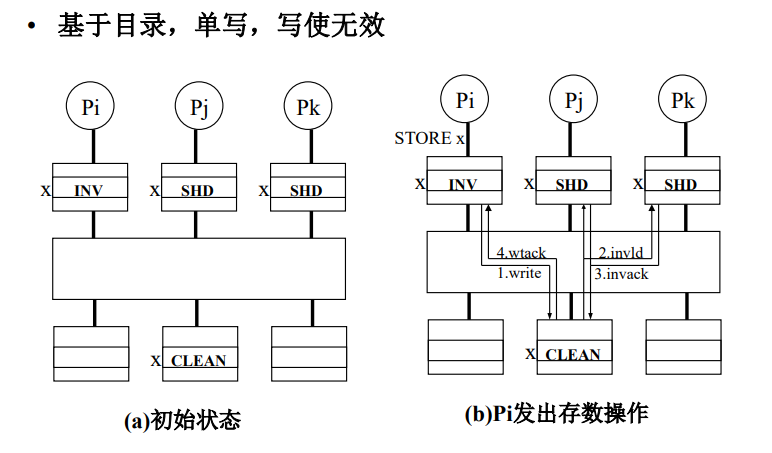 • 基于目录，单写，写使无效
Pi Pj Pk
X INV X SHD X SHD
X CLEAN
(a)初始状态
Pi Pj Pk
STORE x
X INV X SHD X SHD
4.wtack 2.invld
1.write 3.invack
X CLEAN
(b)Pi发出存数操作